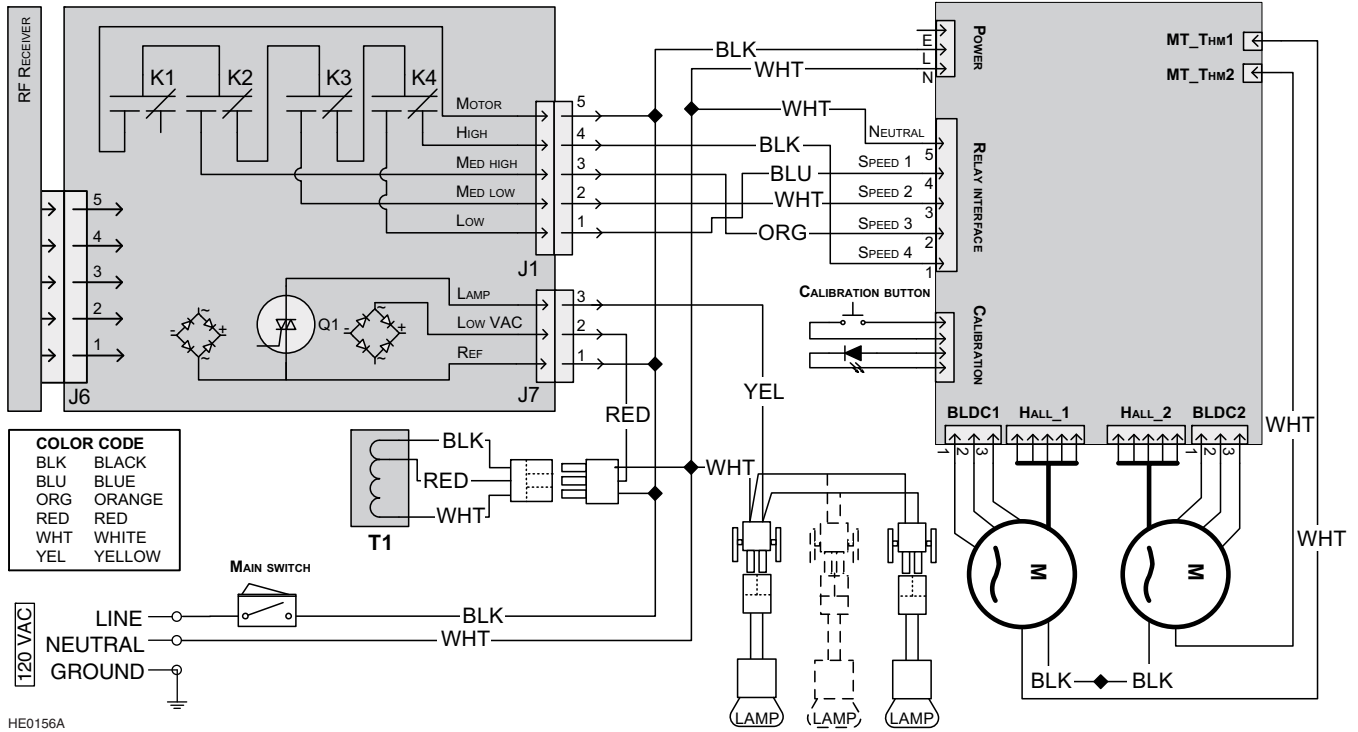 RF RECEIVER
K1 K2 K3 K4
MOTOR
HIGH
MED HIGH
MED LOW
LOW
5
4
3
2
1
J1
5
4
3
2
1
J6
LAMP
LOW VAC
REF
Q1
3
2
1
J7
BLK
WHT
WHT
BLK
BLU
WHT
ORG
E
L
N
POWER
MT_THM1
MT_THM2
NEUTRAL
SPEED 1
SPEED 2
SPEED 3
SPEED 4
5
4
3
2
1
RELAY INTERFACE
CALIBRATION BUTTON
CALIBRATION
BLDC1 HALL_1 HALL_2 BLDC2
1 2 3
1 2 3
YEL
RED
WHT
WHT
WHT
COLOR CODE
BLK BLACK
BLU BLUE
ORG ORANGE
RED RED
WHT WHITE
YEL YELLOW
BLK
RED
WHT
T1
MAIN SWITCH
120 VAC
LINE
NEUTRAL
GROUND
BLK
WHT
M
M
BLK BLK
LAMP (LAMP) LAMP
HE0156A